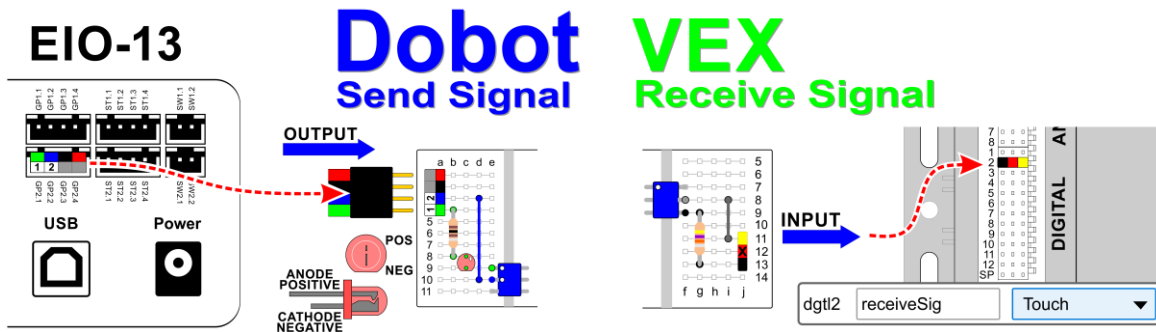 EIO-13
Dobot
Send Signal
VEX
Receive Signal
GP1.1
GP1.2
GP1.3
GP1.4
ST1.1
ST1.2
ST1.3
ST1.4
SW1.1
SW1.2
1 2
GP2.1
GP2.2
GP2.3
GP2.4
ST2.1
ST2.2
ST2.3
ST2.4
SW2.1
SW2.2
USB
Power
OUTPUT
POS
NEG
ANODE
POSITIVE
CATHODE
NEGATIVE
a b c d e
2
1
5
6
7
8
9
10
11
5
6
7
8
9
10
11
12
13
14
f g h i j
X
INPUT
7
8
1
2
3
4
5
6
7
8
9
10
11
12
SP
AN
DIGITAL
dgtl2 receiveSig Touch